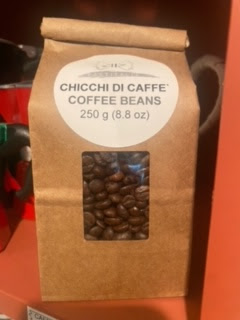 CHICCHI DI CAFFE'
COFFEE BEANS
250 g (8.8 oz)